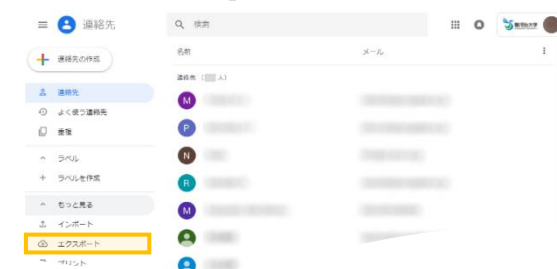 連絡先
検索
連絡先の作成
名前
メール
連絡先 ( 人)
連絡先
よく使う連絡先
重複
ラベル
ラベルを作成
もっと見る
インポート
エクスポート
プリント
M
P
N
R
M